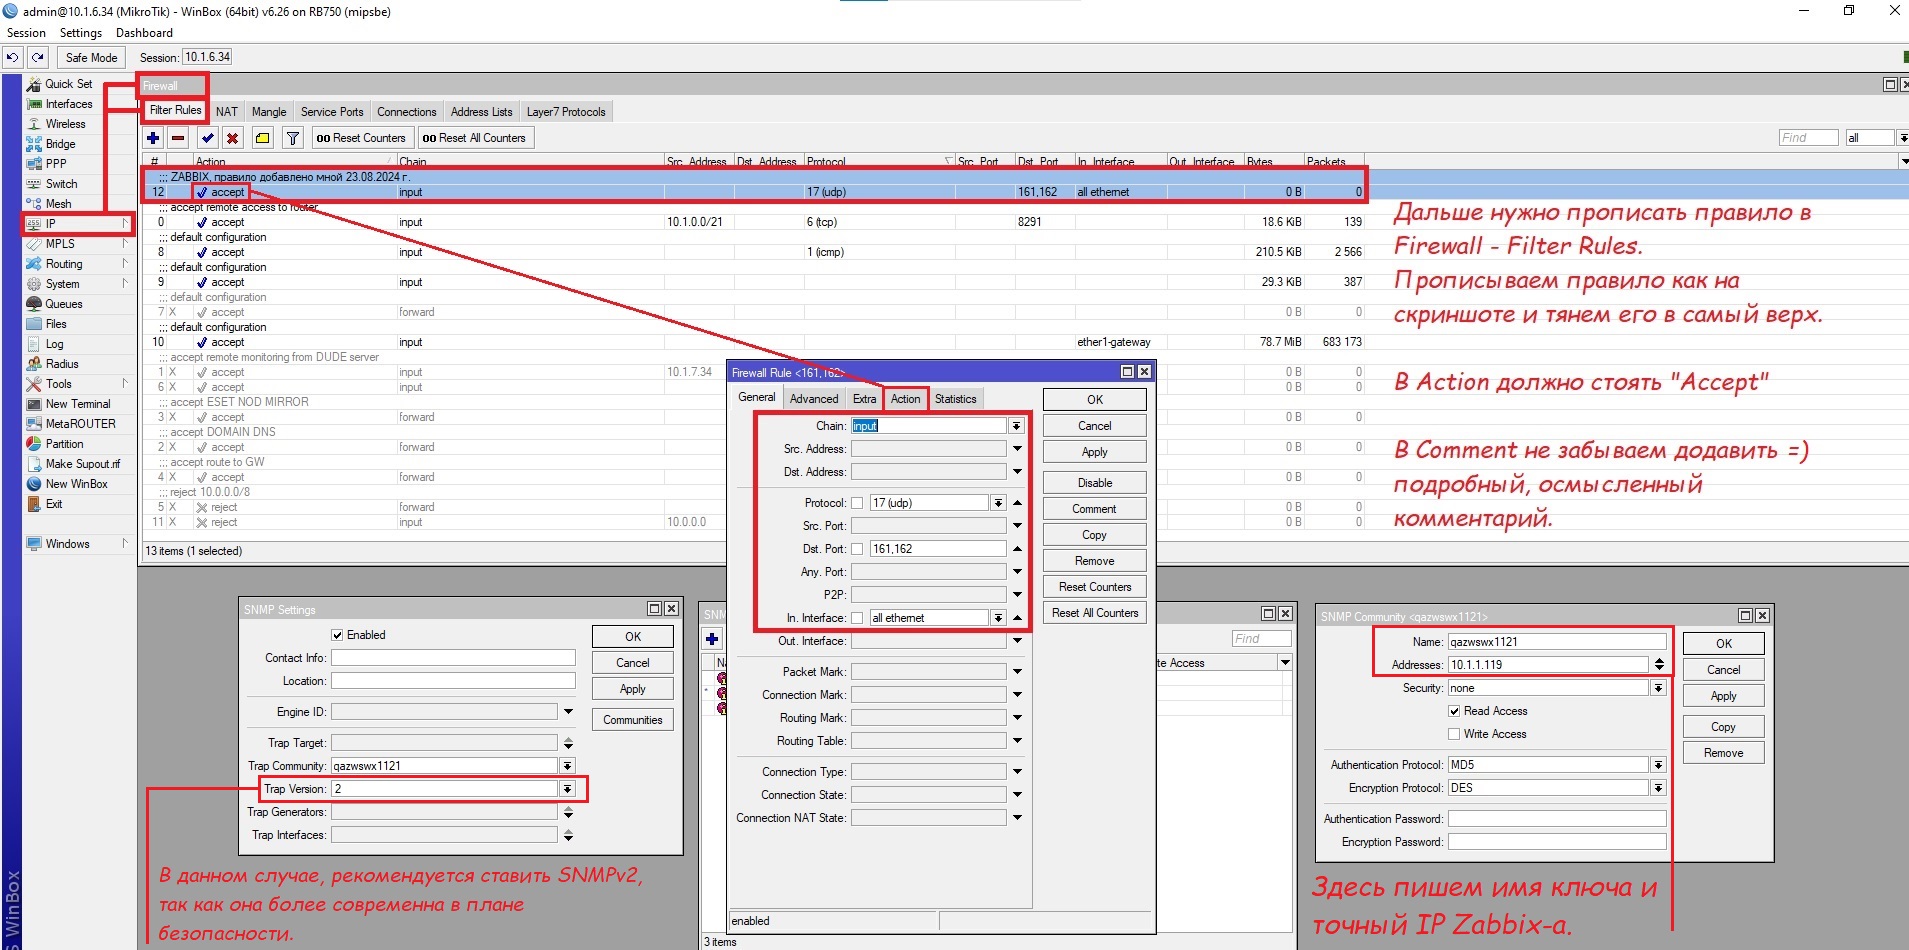 admin@10.1.6.34 (MikroTik) - WinBox (64bit) v6.26 on RB750 (mipsbe)
Session Settings Dashboard
Safe Mode Session: 10.1.6.34
Quick Set
Interfaces
Wireless
Bridge
PPP
Switch
Mesh
IP
MPLS
Routing
System
Queues
Files
Log
Radius
Tools
New Terminal
MetaROUTER
Partition
Make Supout.rif
New WinBox
Exit
Windows
WinBox
Firewall
Filter Rules NAT Mangle Service Ports Connections Address Lists Layer7 Protocols
00 Reset Counters 00 Reset All Counters Find all
# Action Chain Src. Address Dst. Address Protocol Src. Port Dst. Port In. Interface Out. Interface Bytes Packets
;;; ZABBIX, правило добавлено мной 23.08.2024 г.
12 accept input 17 (udp) 161,162 all ethernet 0 B 0
;;; accept remote access to router
0 accept input 10.1.0.0/21 6 (tcp) 8291 18.6 KiB 139
;;; default configuration
8 accept input 1 (icmp) 210.5 KiB 2 566
;;; default configuration
9 accept input 29.3 KiB 387
;;; default configuration
7 X accept forward 0 B 0
;;; default configuration
10 accept input ether1-gateway 78.7 MiB 683 173
;;; accept remote monitoring from DUDE server
1 X accept input 10.1.7.34 0 B 0
6 X accept input 0 B 0
;;; accept ESET NOD MIRROR
3 X accept forward 0 B 0
;;; accept DOMAIN DNS
2 X accept forward 0 B 0
;;; accept route to GW
4 X accept forward 0 B 0
;;; reject 10.0.0.0/8
5 X reject forward 0 B 0
11 X reject input 10.0.0.0 0 B 0
13 items (1 selected)
Дальше нужно прописать правило в
Firewall - Filter Rules.
Прописываем правило как на
скриншоте и тянем его в самый верх.
В Action должно стоять "Accept"
В Comment не забываем додавить =)
подробный, осмысленный
комментарий.
Firewall Rule <161,162>
General Advanced Extra Action Statistics
Chain: input
Src. Address:
Dst. Address:
Protocol: 17 (udp)
Src. Port:
Dst. Port: 161,162
Any. Port:
P2P:
In. Interface: all ethernet
Out. Interface:
Packet Mark:
Connection Mark:
Routing Mark:
Routing Table:
Connection Type:
Connection State:
Connection NAT State:
enabled
OK
Cancel
Apply
Disable
Comment
Copy
Remove
Reset Counters
Reset All Counters
SNMP Settings
Enabled
Contact Info:
Location:
Engine ID:
Trap Target:
Trap Community: qazwswx1121
Trap Version: 2
Trap Generators:
Trap Interfaces:
OK
Cancel
Apply
Communities
В данном случае, рекомендуется ставить SNMPv2,
так как она более современна в плане
безопасности.
Find
3 items
SNMP Community <qazwswx1121>
Name: qazwswx1121
Addresses: 10.1.1.119
Security: none
Read Access
Write Access
Authentication Protocol: MD5
Encryption Protocol: DES
Authentication Password:
Encryption Password:
OK
Cancel
Apply
Copy
Remove
Здесь пишем имя ключа и
точный IP Zabbix-а.